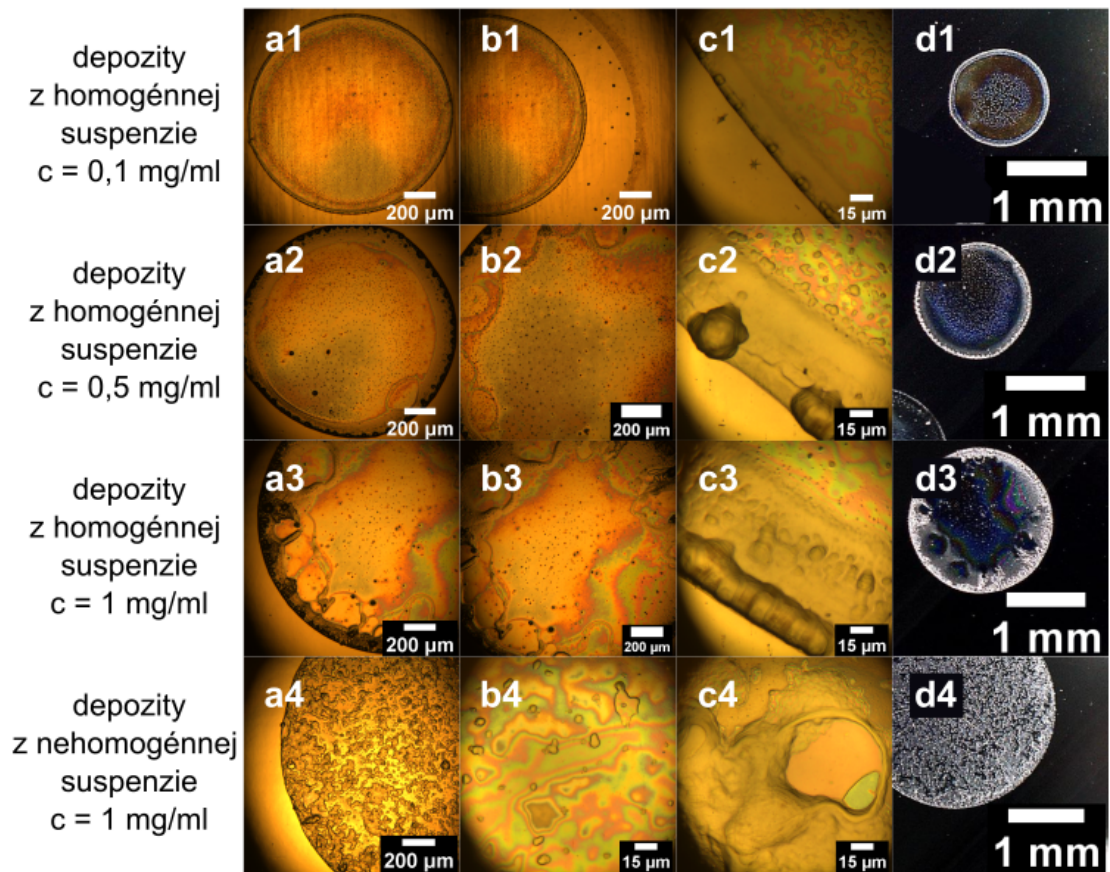 depozity
z homogénnej
suspenzie
c = 0,1 mg/ml
a1
200 µm
b1
200 µm
c1
15 µm
d1
1 mm
depozity
z homogénnej
suspenzie
c = 0,5 mg/ml
a2
200 µm
b2
200 µm
c2
15 µm
d2
1 mm
depozity
z homogénnej
suspenzie
c = 1 mg/ml
a3
200 µm
b3
200 µm
c3
15 µm
d3
1 mm
depozity
z nehomogénnej
suspenzie
c = 1 mg/ml
a4
200 µm
b4
15 µm
c4
15 µm
d4
1 mm